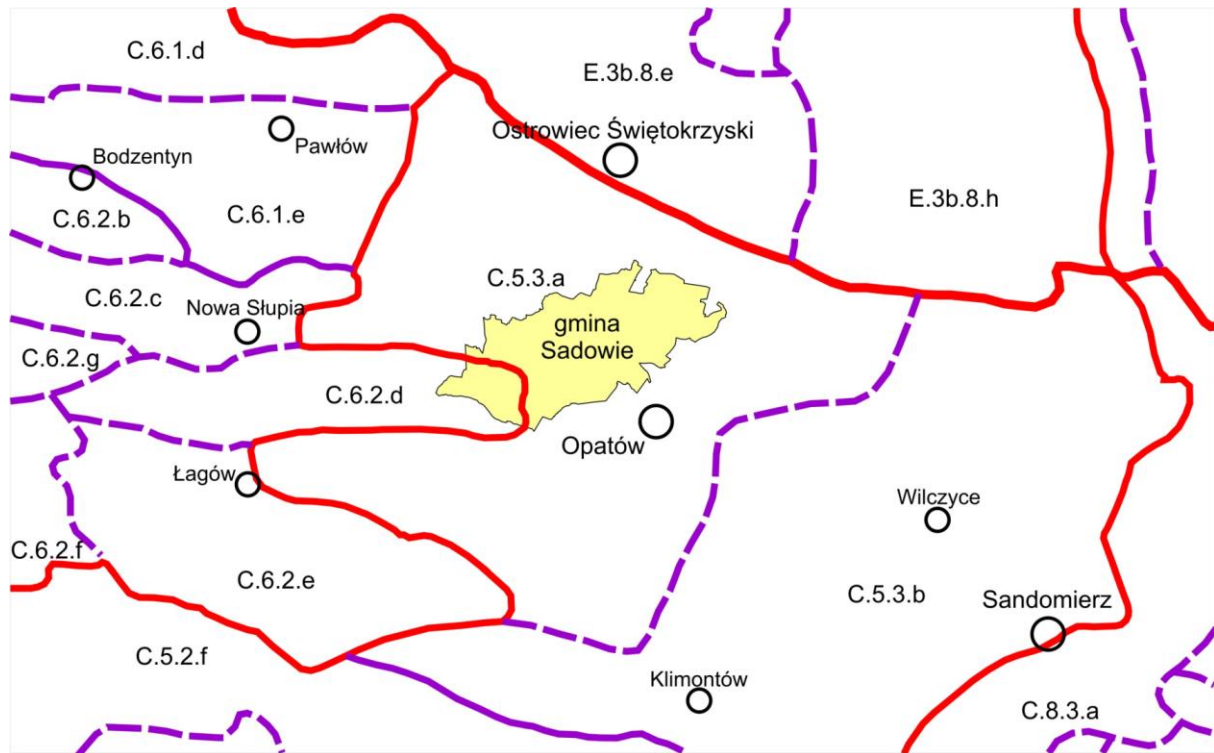 C.6.1.d
E.3b.8.e
Pawłów
Ostrowiec Świętokrzyski
Bodzentyn
C.6.1.e
E.3b.8.h
C.6.2.b
C.5.3.a
C.6.2.c
Nowa Słupia
gmina
Sadowie
C.6.2.g
C.6.2.d
Opatów
Łagów
Wilczyce
C.6.2.f
C.6.2.e
C.5.3.b
Sandomierz
C.5.2.f
Klimontów
C.8.3.a